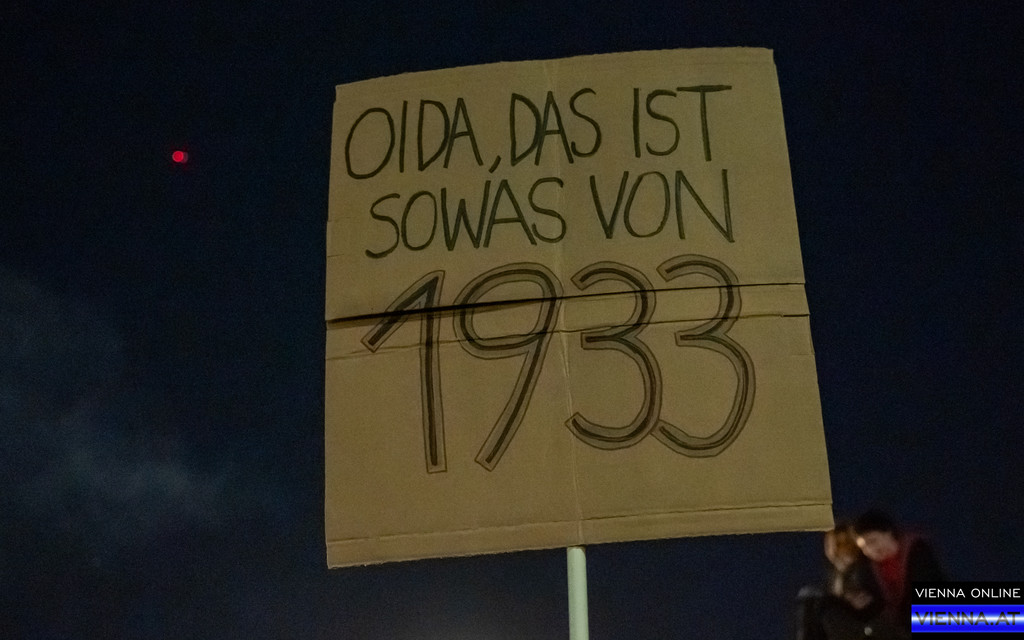 OIDA, DAS IST
SOWAS VON
1933
VIENNA ONLINE
VIENNA.AT